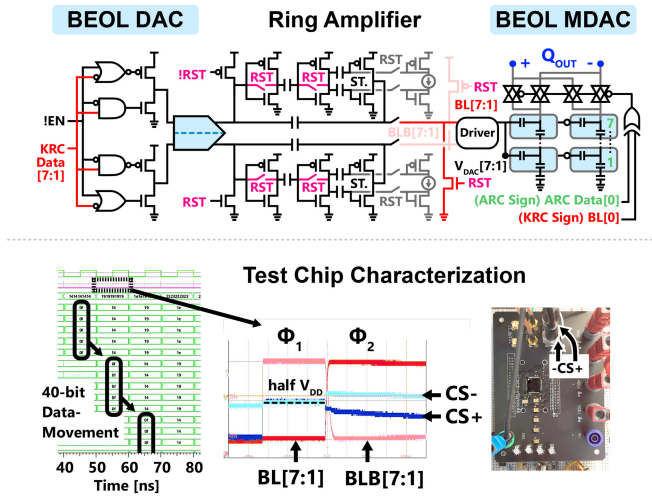 BEOL DAC
Ring Amplifier
BEOL MDAC
!EN
KRC
Data
[7:1]
!RST
RST
RST
ST.
RST
RST
RST
RST
ST.
RST
RST
BLB[7:1]
RST
BL[7:1]
Driver
V_DAC[7:1]
RST
+ Q_OUT -
7
1
(ARC Sign) ARC Data[0]
(KRC Sign) BL[0]
Test Chip Characterization
40-bit
Data-
Movement
40 50 60 70 80
Time [ns]
Φ1
Φ2
half V_DD
CS-
CS+
BL[7:1]
BLB[7:1]
-CS+